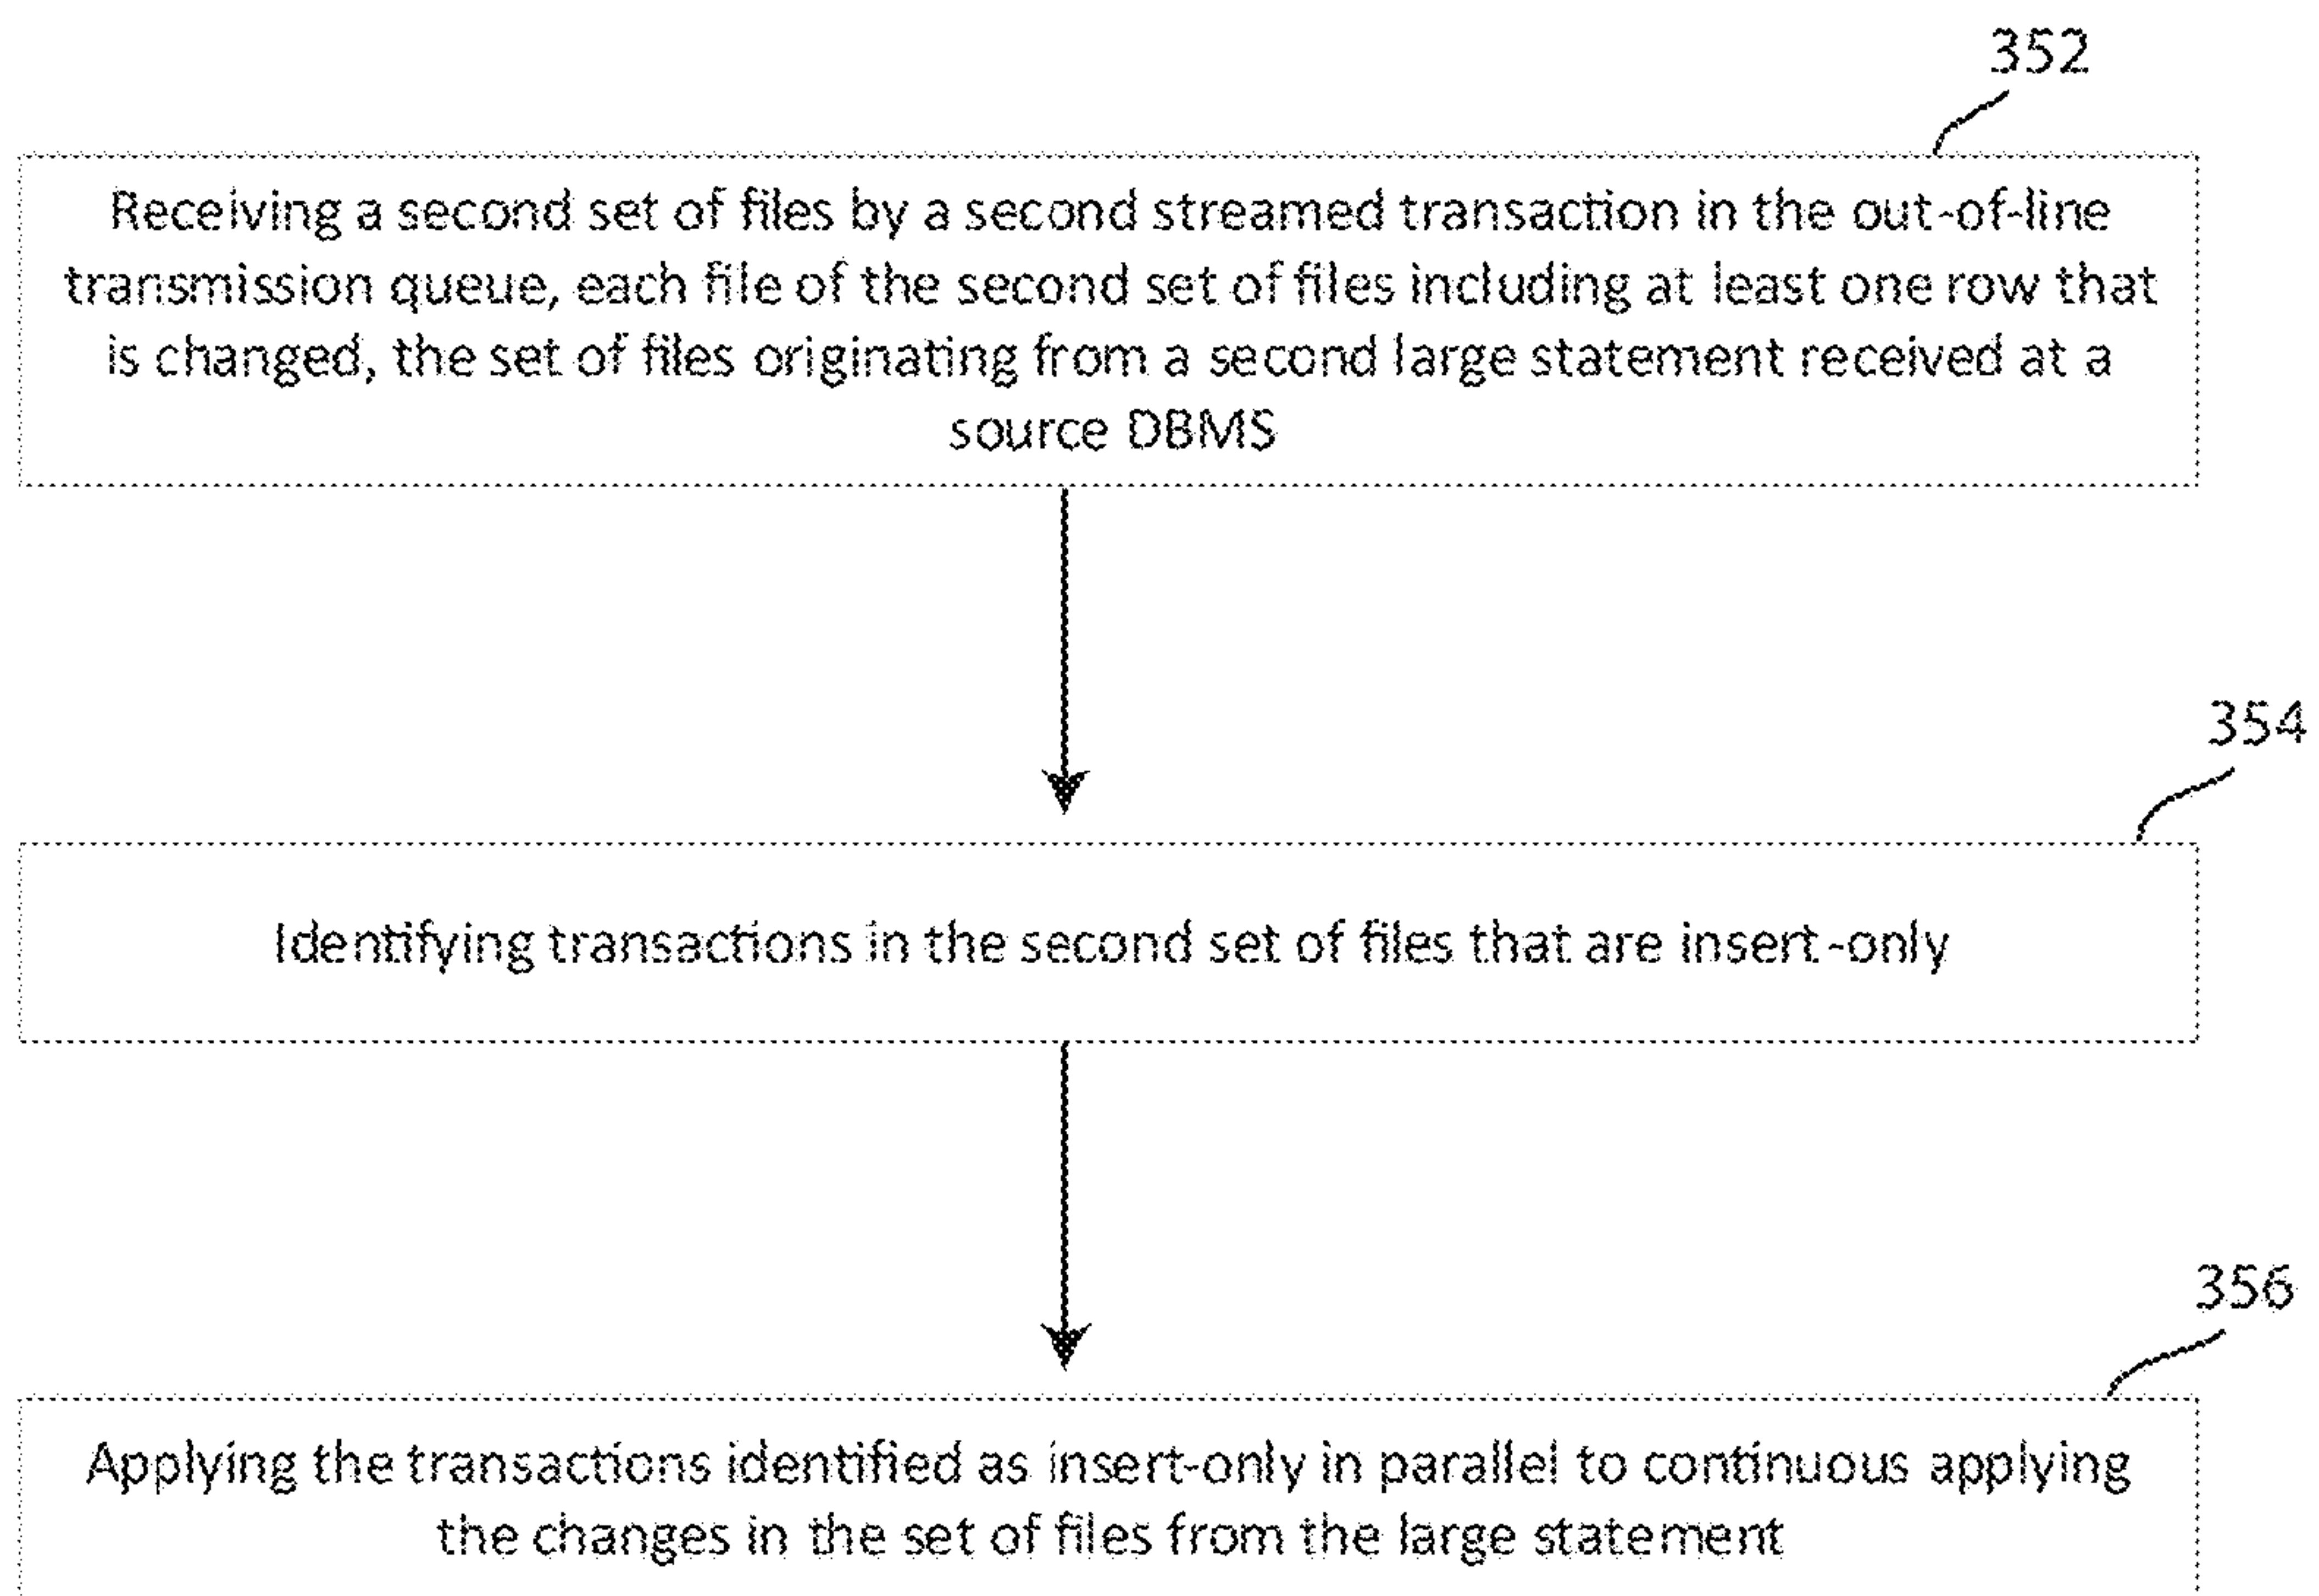 352
Receiving a second set of files by a second streamed transaction in the out-of-line
transmission queue, each file of the second set of files including at least one row that
is changed, the set of files originating from a second large statement received at a
source DBMS
354
Identifying transactions in the second set of files that are insert-only
356
Applying the transactions identified as insert-only in parallel to continuous applying
the changes in the set of files from the large statement